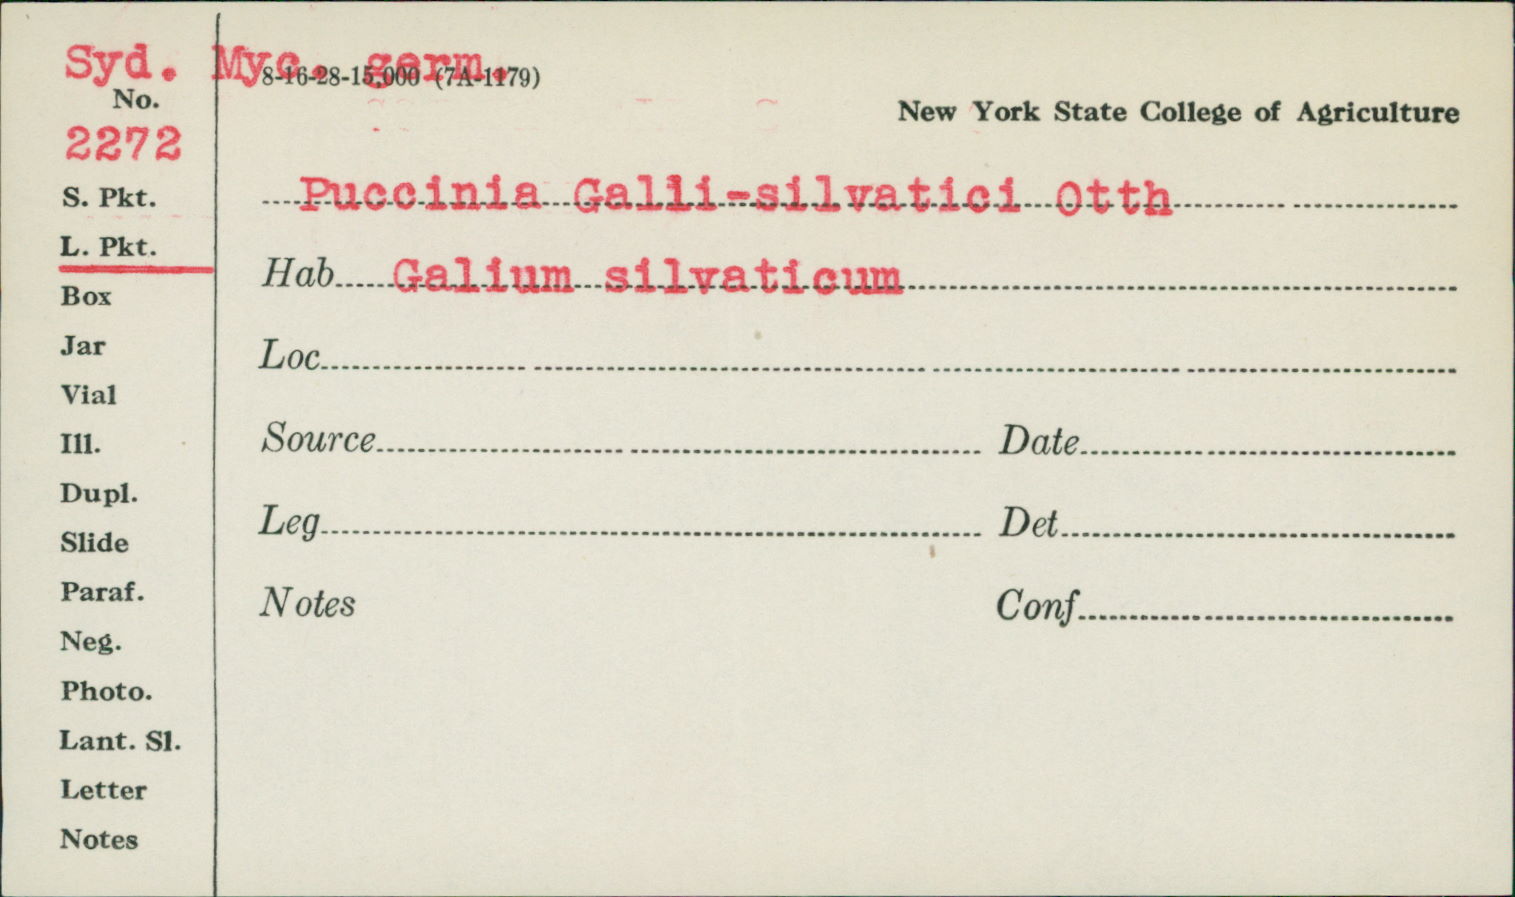 Syd. Myc. germ.
8-16-28-15,000 (7A-1179)
No.
2272
New York State College of Agriculture
S. Pkt.
Puccinia Galli-silvatici Otth
L. Pkt.
Hab Galium silvaticum
Box
Jar
Loc
Vial
Ill.
Source Date
Dupl.
Slide
Leg Det
Paraf.
Notes Conf
Neg.
Photo.
Lant. Sl.
Letter
Notes